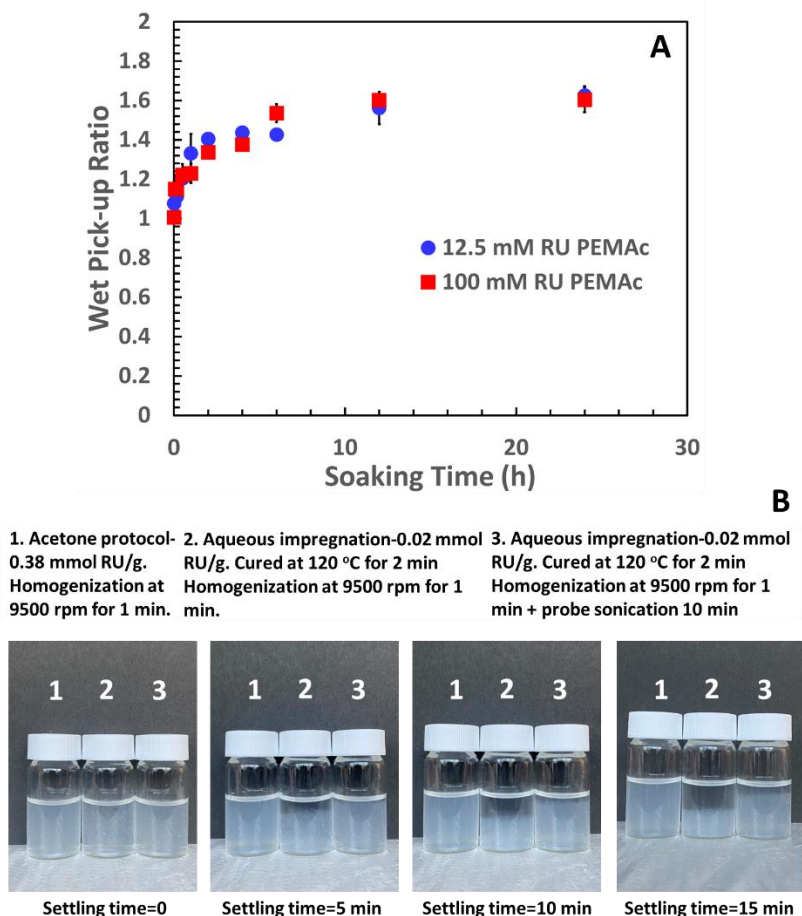 A
2
1.8
1.6
1.4
1.2
1
0.8
0.6
0.4
0.2
0
Wet Pick-up Ratio
12.5 mM RU PEMAc
100 mM RU PEMAc
0
10
20
30
Soaking Time (h)
B
1. Acetone protocol-
0.38 mmol RU/g.
Homogenization at
9500 rpm for 1 min.
2. Aqueous impregnation-0.02 mmol
RU/g. Cured at 120 °C for 2 min
Homogenization at 9500 rpm for 1
min.
3. Aqueous impregnation-0.02 mmol
RU/g. Cured at 120 °C for 2 min
Homogenization at 9500 rpm for 1
min + probe sonication 10 min
1 2 3
1 2 3
1 2 3
1 2 3
Settling time=0
Settling time=5 min
Settling time=10 min
Settling time=15 min